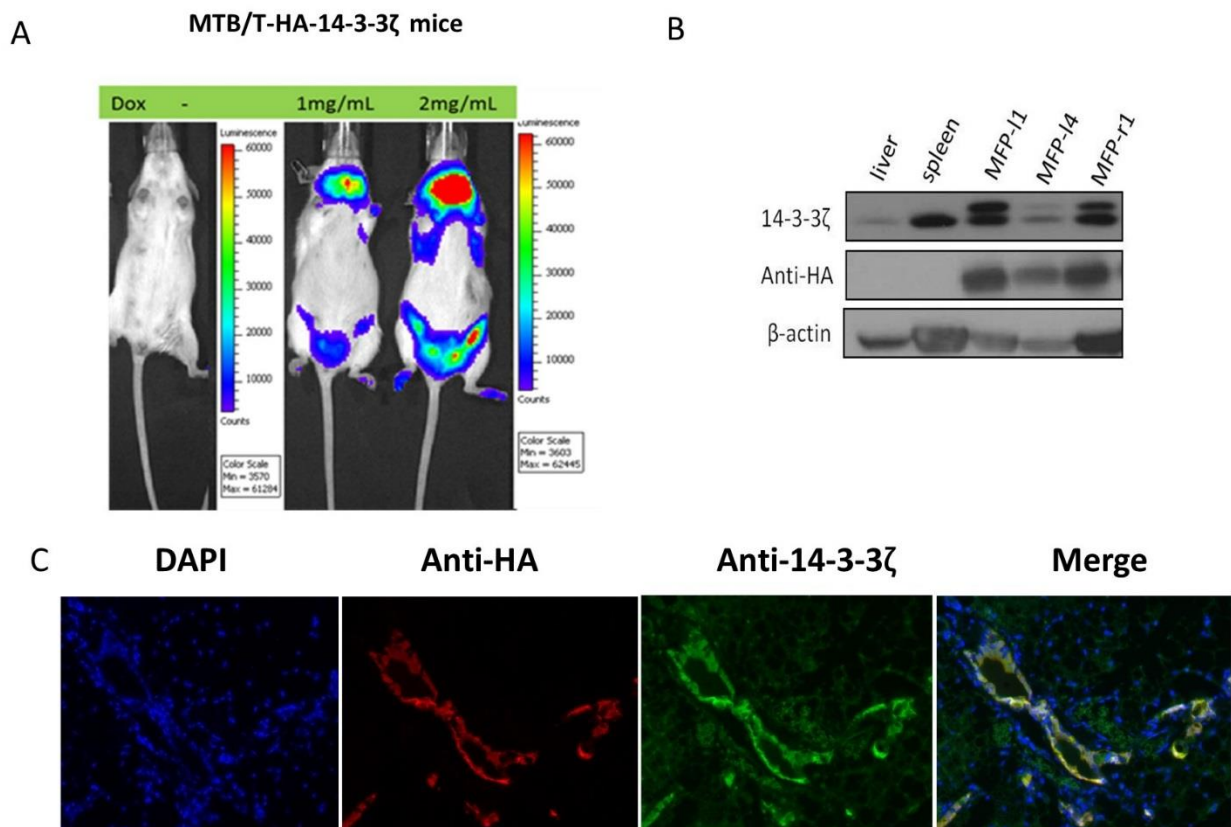 A
MTB/T-HA-14-3-3ζ mice
Dox - 1mg/mL 2mg/mL
Luminescence
60000
50000
40000
30000
20000
10000
Counts
Color Scale
Min = 3570
Max = 61284
Luminescence
60000
50000
40000
30000
20000
10000
Counts
Color Scale
Min = 3603
Max = 62445
B
liver spleen MFP-l1 MFP-l4 MFP-r1
14-3-3ζ
Anti-HA
β-actin
C DAPI Anti-HA Anti-14-3-3ζ Merge